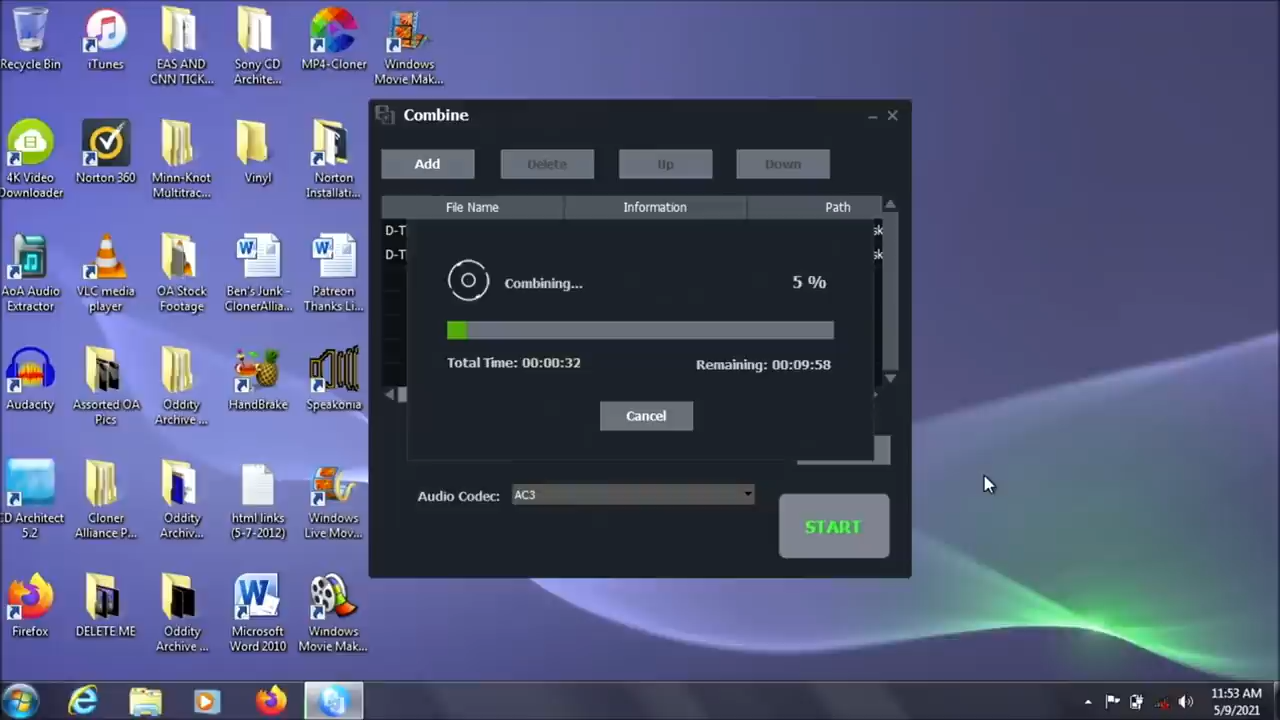 Recycle Bin
iTunes
EAS AND
CNN TICK...
Sony CD
Archite...
MP4-Cloner
Windows
Movie Mak...
4K Video
Downloader
Norton 360
Minn-Knot
Multitrac...
Vinyl
Norton
Installati...
AoA Audio
Extractor
VLC media
player
OA Stock
Footage
Ben's Junk -
ClonerAllia...
Patreon
Thanks Li...
Audacity
Assorted OA
Pics
Oddity
Archive ...
HandBrake
Speakonia
CD Architect
5.2
Cloner
Alliance P...
Oddity
Archiv...
html links
(5-7-2012)
Windows
Live Mov...
Firefox
DELETE ME
Oddity
Archive ...
Microsoft
Word 2010
Windows
Movie Mak...
Combine
Add
Delete
Up
Down
File Name
Information
Path
D-T
sk
D-T
sk
Combining...
5 %
Total Time: 00:00:32
Remaining: 00:09:58
Cancel
Audio Codec:
AC3
START
11:53 AM
5/9/2021